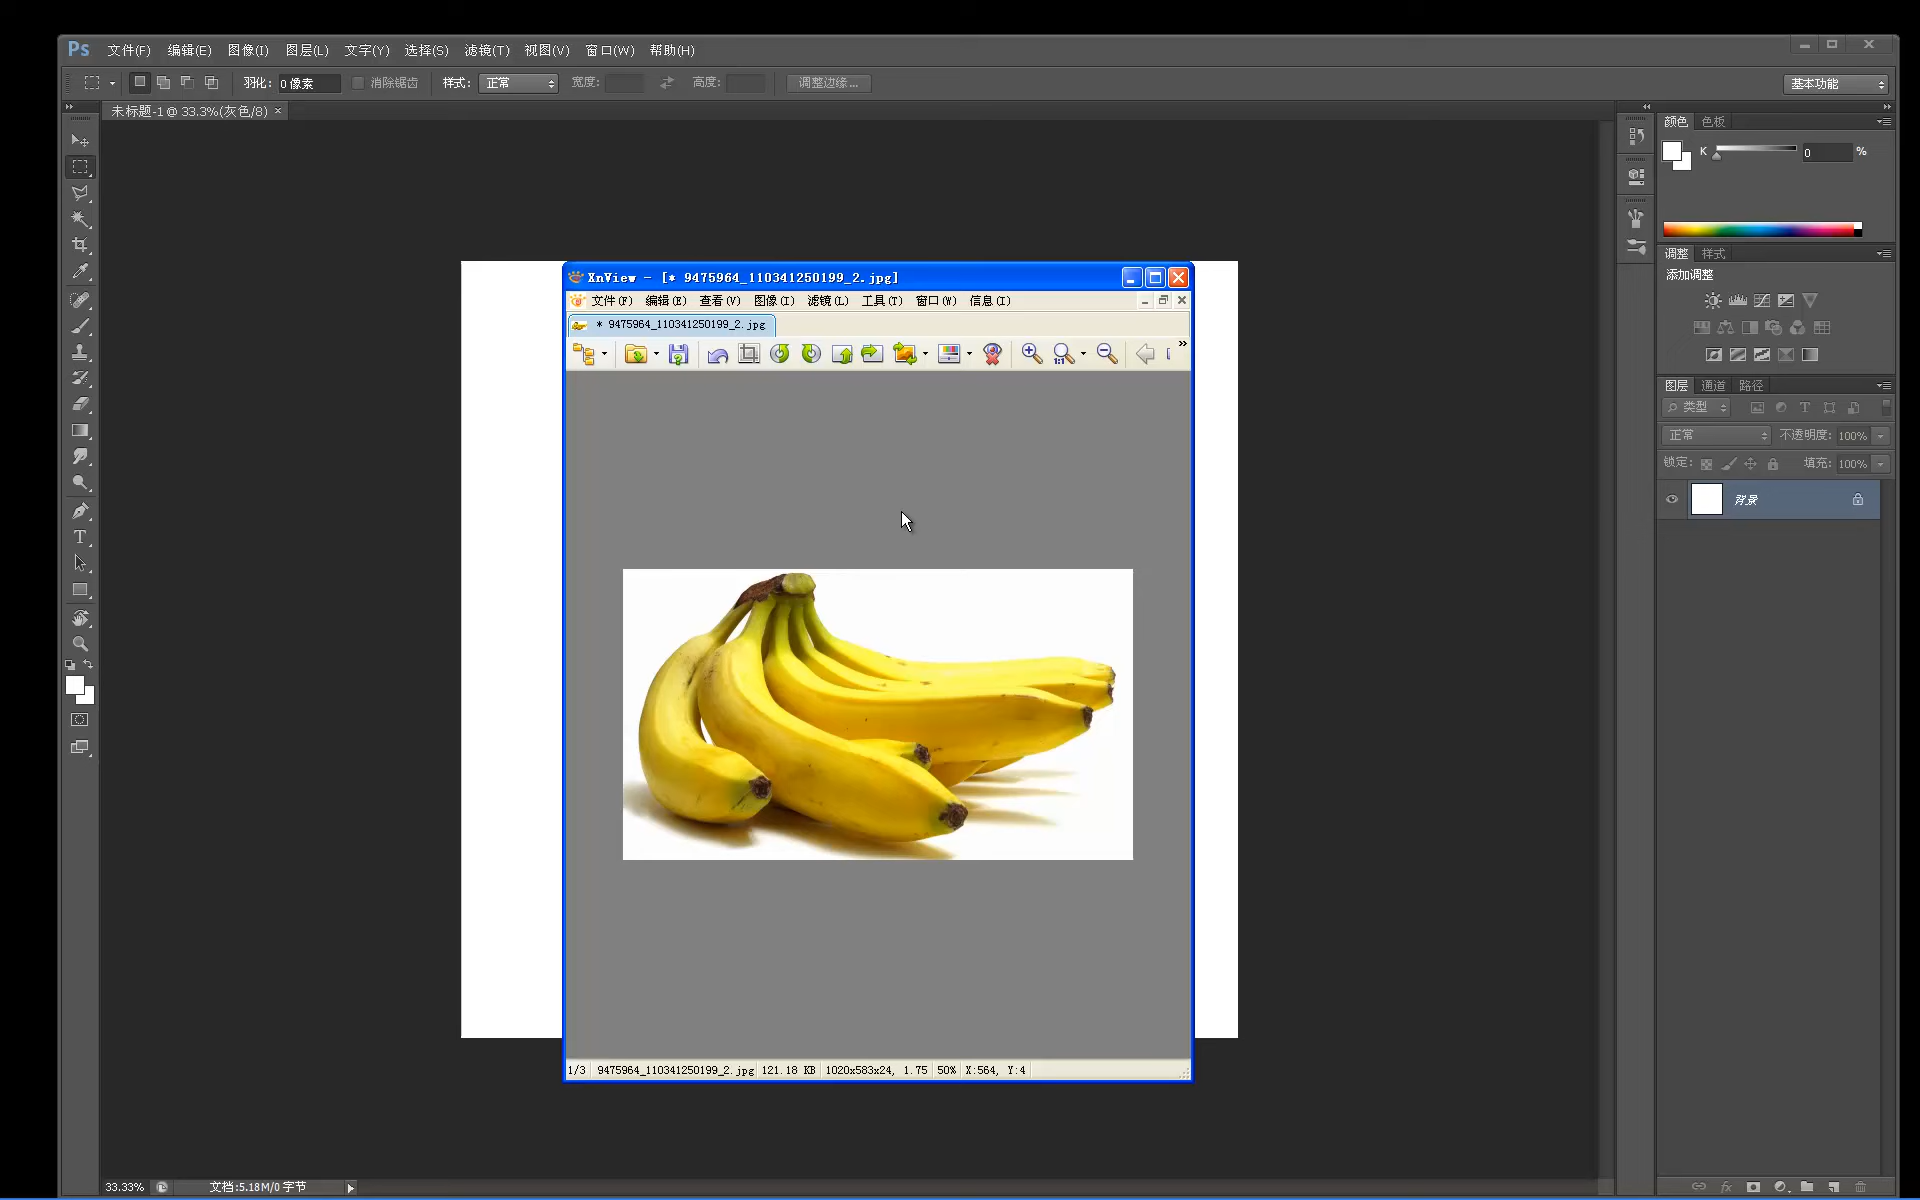 Ps 文件(F) 编辑(E) 图像(I) 图层(L) 文字(Y) 选择(S) 滤镜(T) 视图(V) 窗口(W) 帮助(H)
羽化: 0 像素 消除锯齿 样式: 正常 宽度: 高度: 调整边缘... 基本功能
未标题-1 @ 33.3%(灰色/8) ×
颜色 色板
K 0 %
调整 样式
添加调整
图层 通道 路径
类型
正常 不透明度: 100%
锁定: 填充: 100%
背景
XnView - [* 9475964_110341250199_2.jpg]
文件(F) 编辑(E) 查看(V) 图像(I) 滤镜(L) 工具(T) 窗口(W) 信息(I)
* 9475964_110341250199_2.jpg
1:1
1/3 9475964_110341250199_2.jpg 121.18 KB 1020x583x24, 1.75 50% X:564, Y:4
33.33% 文档:5.18M/0 字节